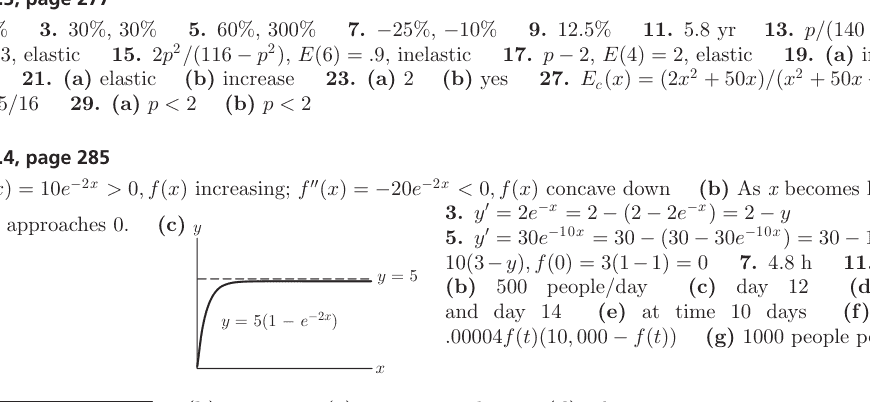 .3, page 277
% 3. 30%, 30% 5. 60%, 300% 7. −25%, −10% 9. 12.5% 11. 5.8 yr 13. p/(140
3, elastic 15. 2p²/(116 − p²), E(6) = .9, inelastic 17. p − 2, E(4) = 2, elastic 19. (a)
21. (a) elastic (b) increase 23. (a) 2 (b) yes 27. E_c(x) = (2x² + 50x)/(x² + 50x
5/16 29. (a) p < 2 (b) p < 2
.4, page 285
x) = 10e^{−2x} > 0, f(x) increasing; f″(x) = −20e^{−2x} < 0, f(x) concave down (b) As x becomes
approaches 0. (c)
y
y = 5
y = 5(1 − e^{−2x})
x
3. y′ = 2e^{−x} = 2 − (2 − 2e^{−x}) = 2 − y
5. y′ = 30e^{−10x} = 30 − (30 − 30e^{−10x}) = 30 − 1
10(3 − y), f(0) = 3(1 − 1) = 0 7. 4.8 h 11.
(b) 500 people/day (c) day 12 (d
and day 14 (e) at time 10 days (f)
.00004f(t)(10,000 − f(t)) (g) 1000 people